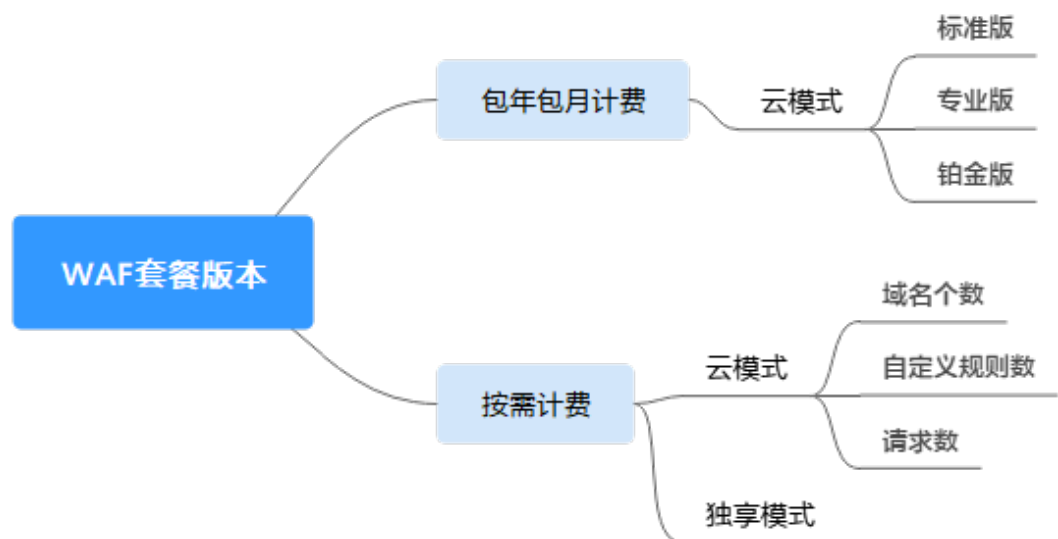 WAF套餐版本
包年包月计费
云模式
标准版
专业版
铂金版
按需计费
云模式
域名个数
自定义规则数
请求数
独享模式